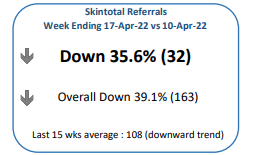 Skintotal Referrals
Week Ending 17-Apr-22 vs 10-Apr-22
Down 35.6% (32)
Overall Down 39.1% (163)
Last 15 wks average : 108 (downward trend)